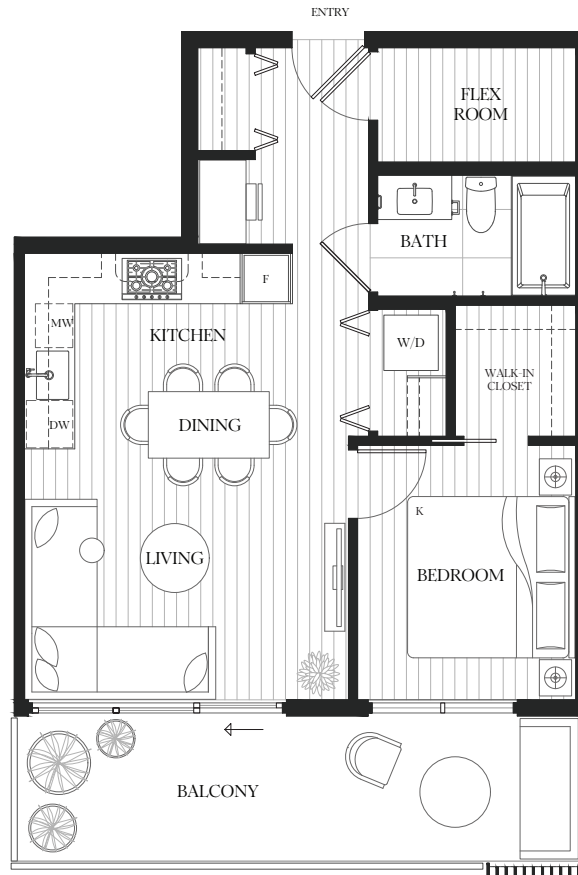 ENTRY
FLEX
ROOM
BATH
F
MW
KITCHEN
W/D
WALK-IN
CLOSET
DW
DINING
K
LIVING
BEDROOM
BALCONY